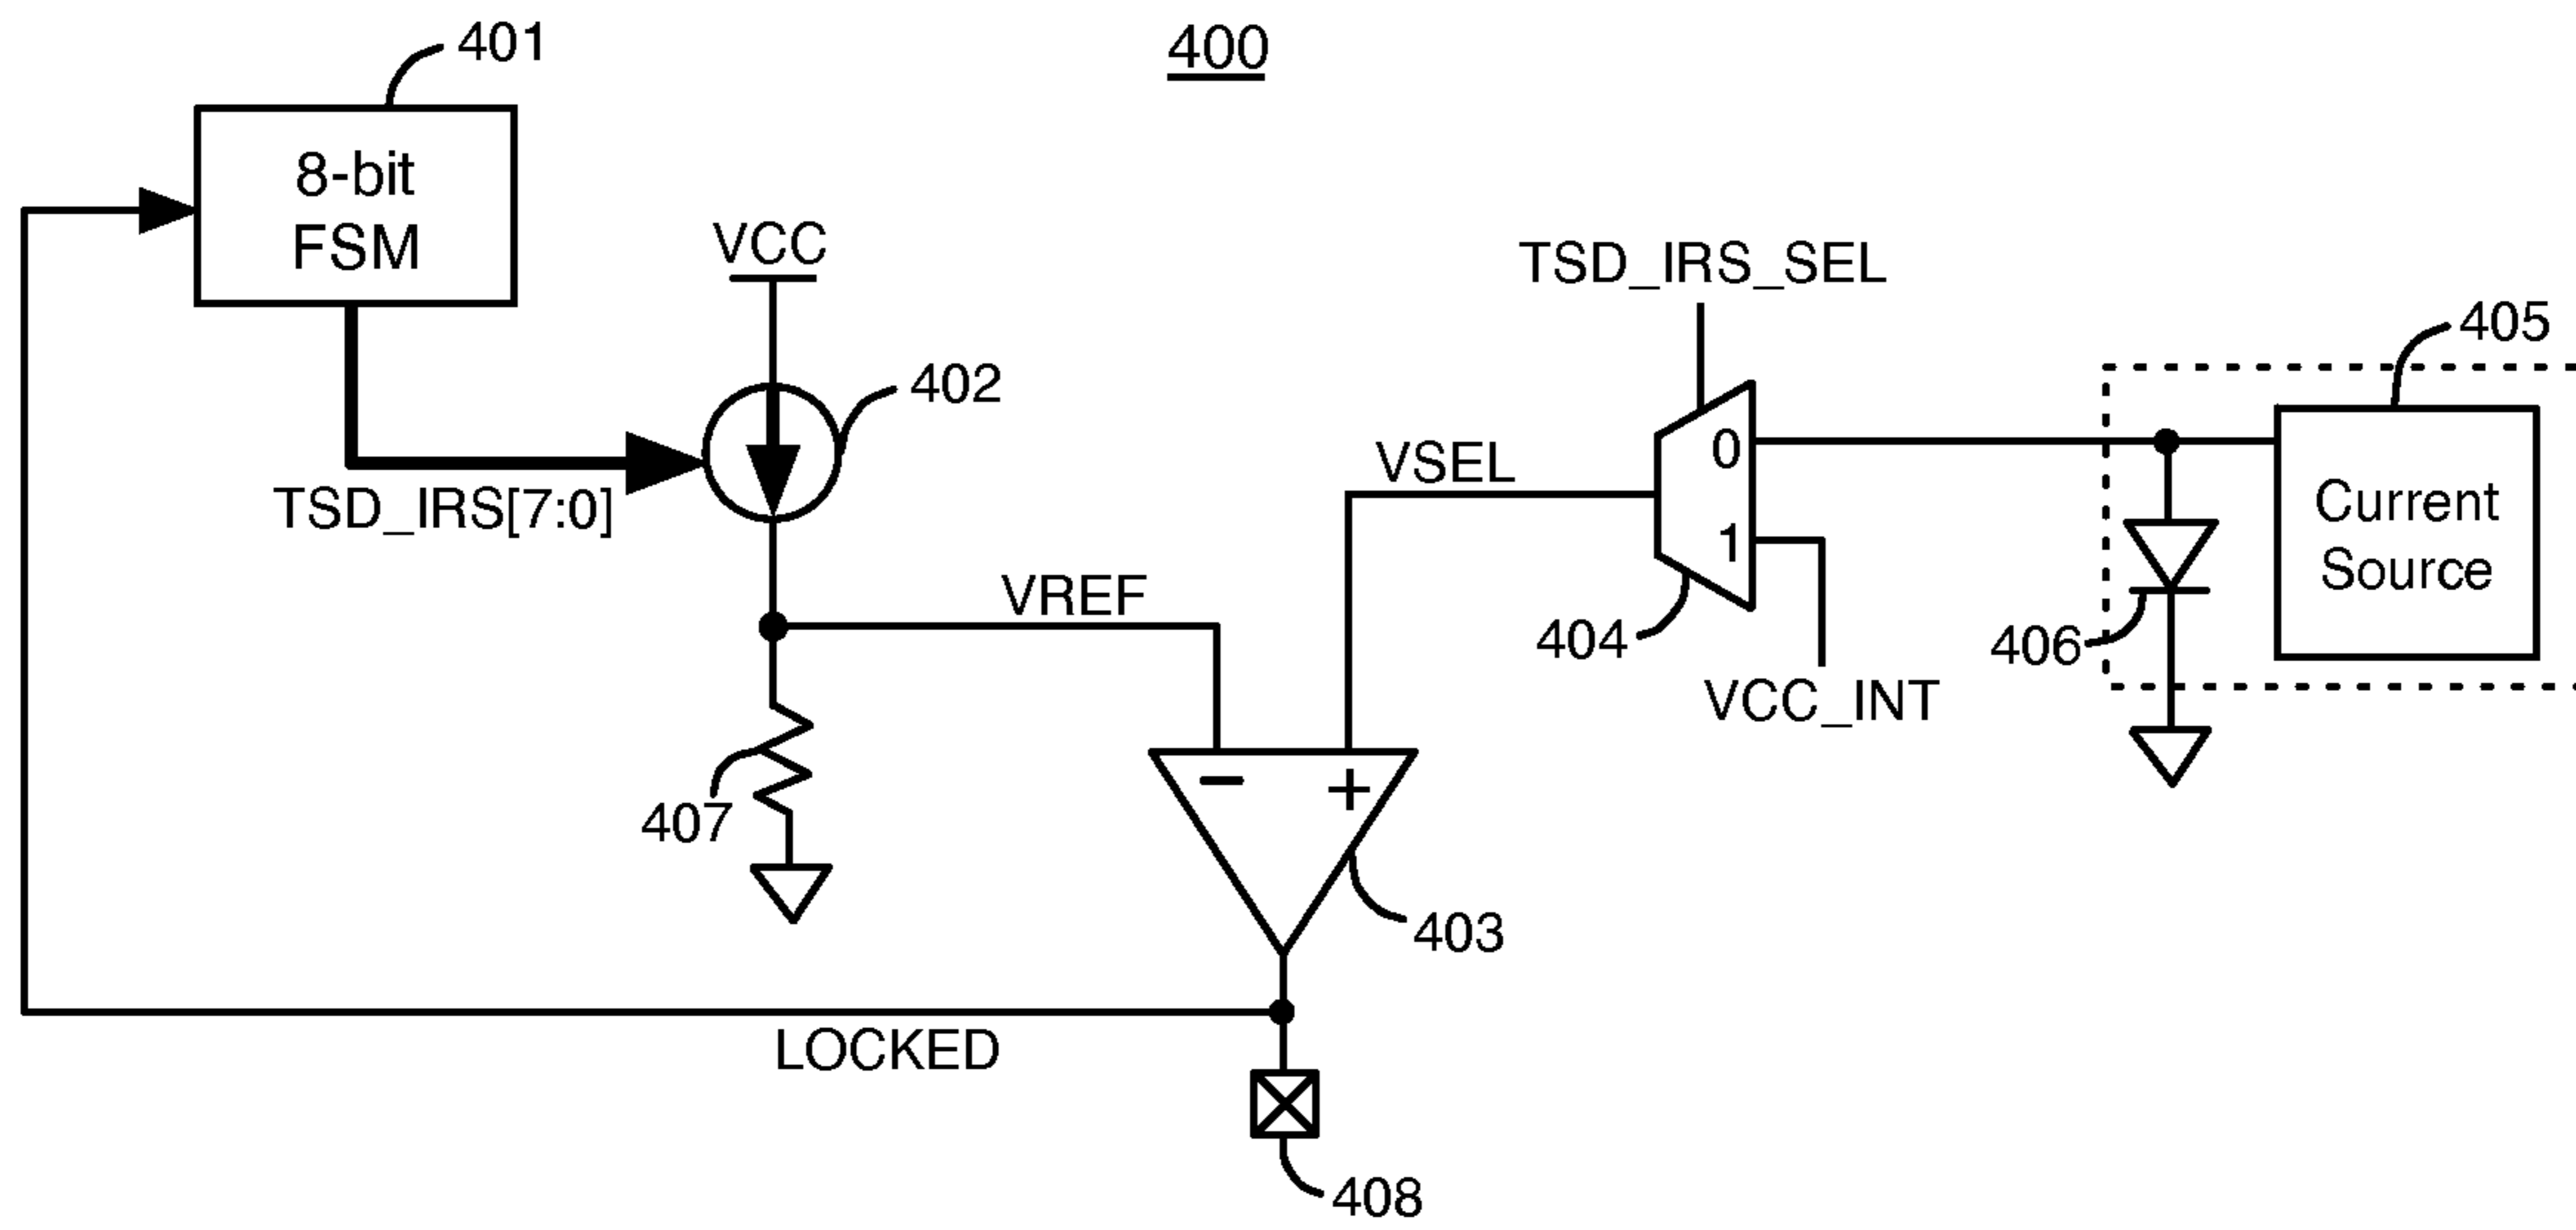 400
401
8-bit
FSM
VCC
402
TSD_IRS[7:0]
TSD_IRS_SEL
405
VSEL
0
1
Current
Source
VREF
404
406
VCC_INT
407
−
+
403
LOCKED
408